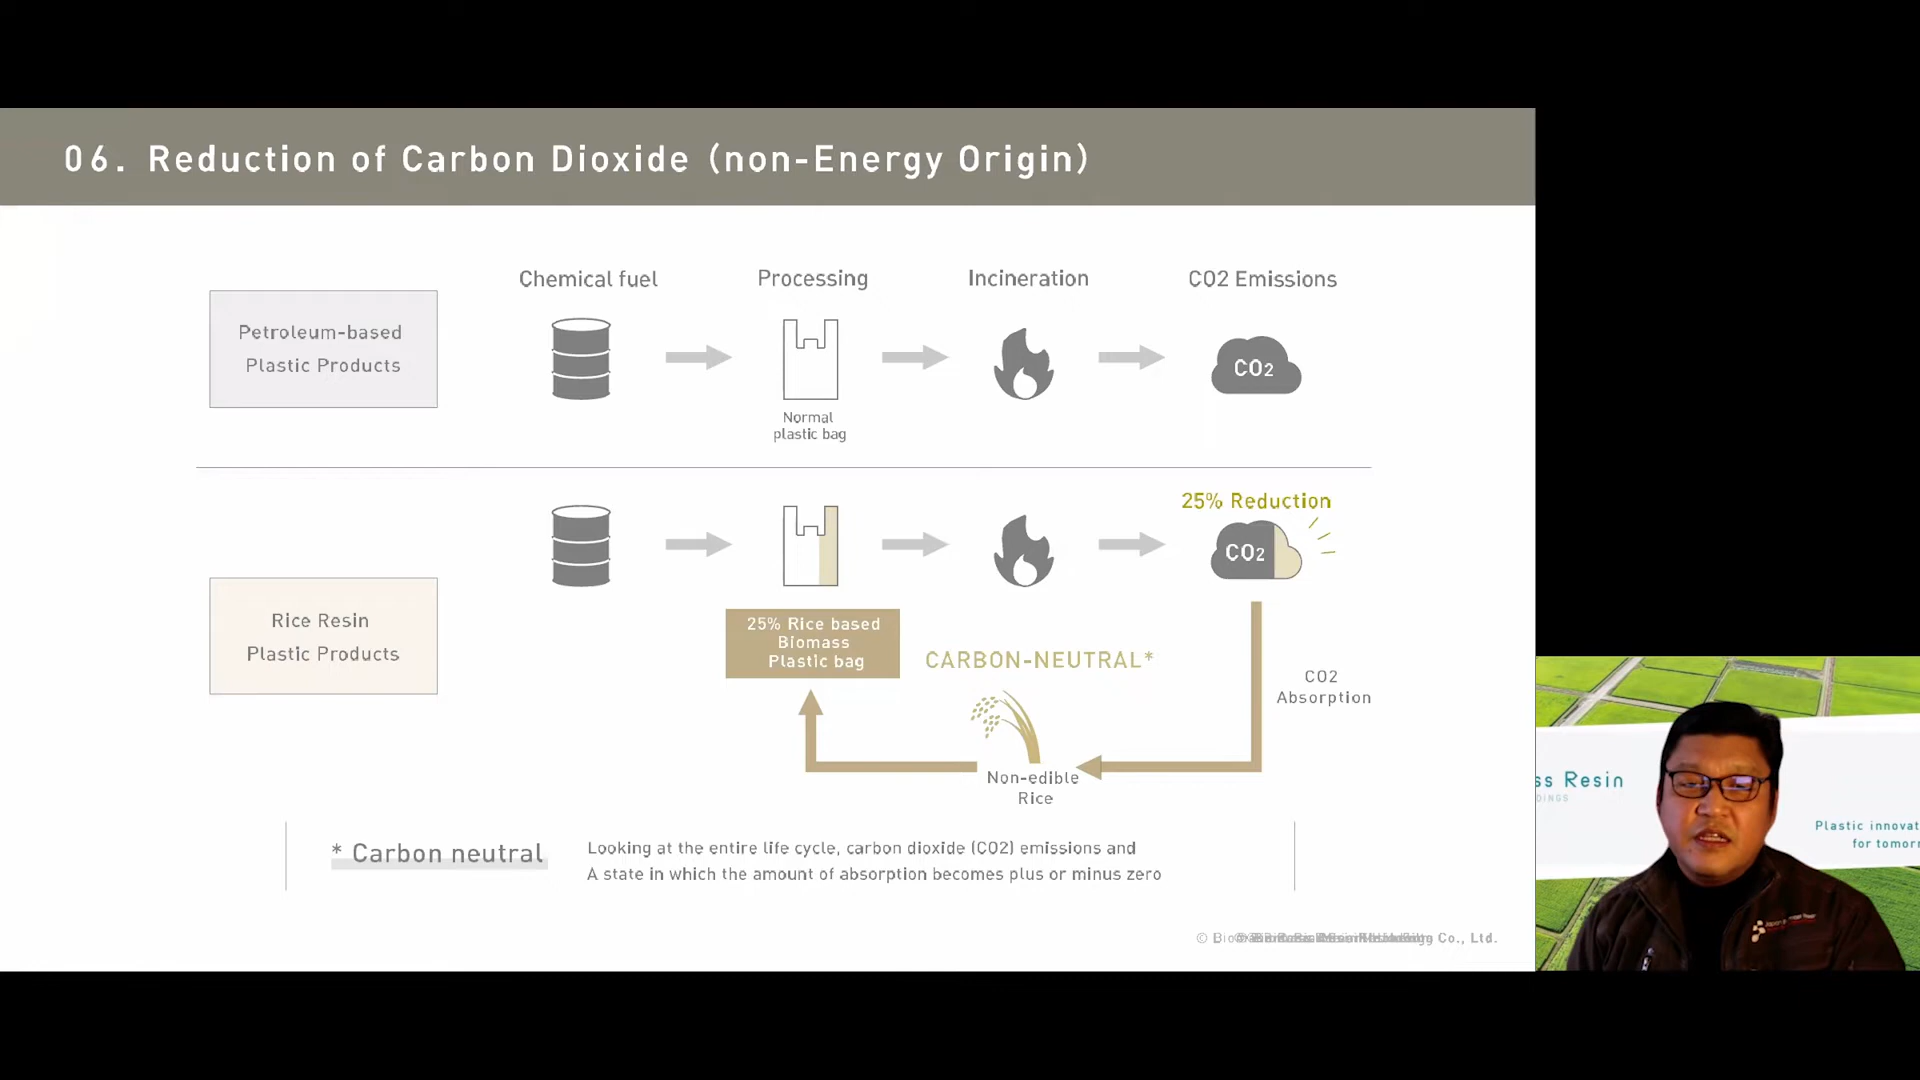 06. Reduction of Carbon Dioxide (non-Energy Origin)
Chemical fuel
Processing
Incineration
CO2 Emissions
Petroleum-based
Plastic Products
CO2
Normal
plastic bag
25% Reduction
CO2
Rice Resin
Plastic Products
25% Rice based
Biomass
Plastic bag
CARBON-NEUTRAL*
CO2
Absorption
Non-edible
Rice
* Carbon neutral
Looking at the entire life cycle, carbon dioxide (CO2) emissions and
A state in which the amount of absorption becomes plus or minus zero
Co., Ltd.
ss Resin
DINGS
Plastic innovat
for tomorr